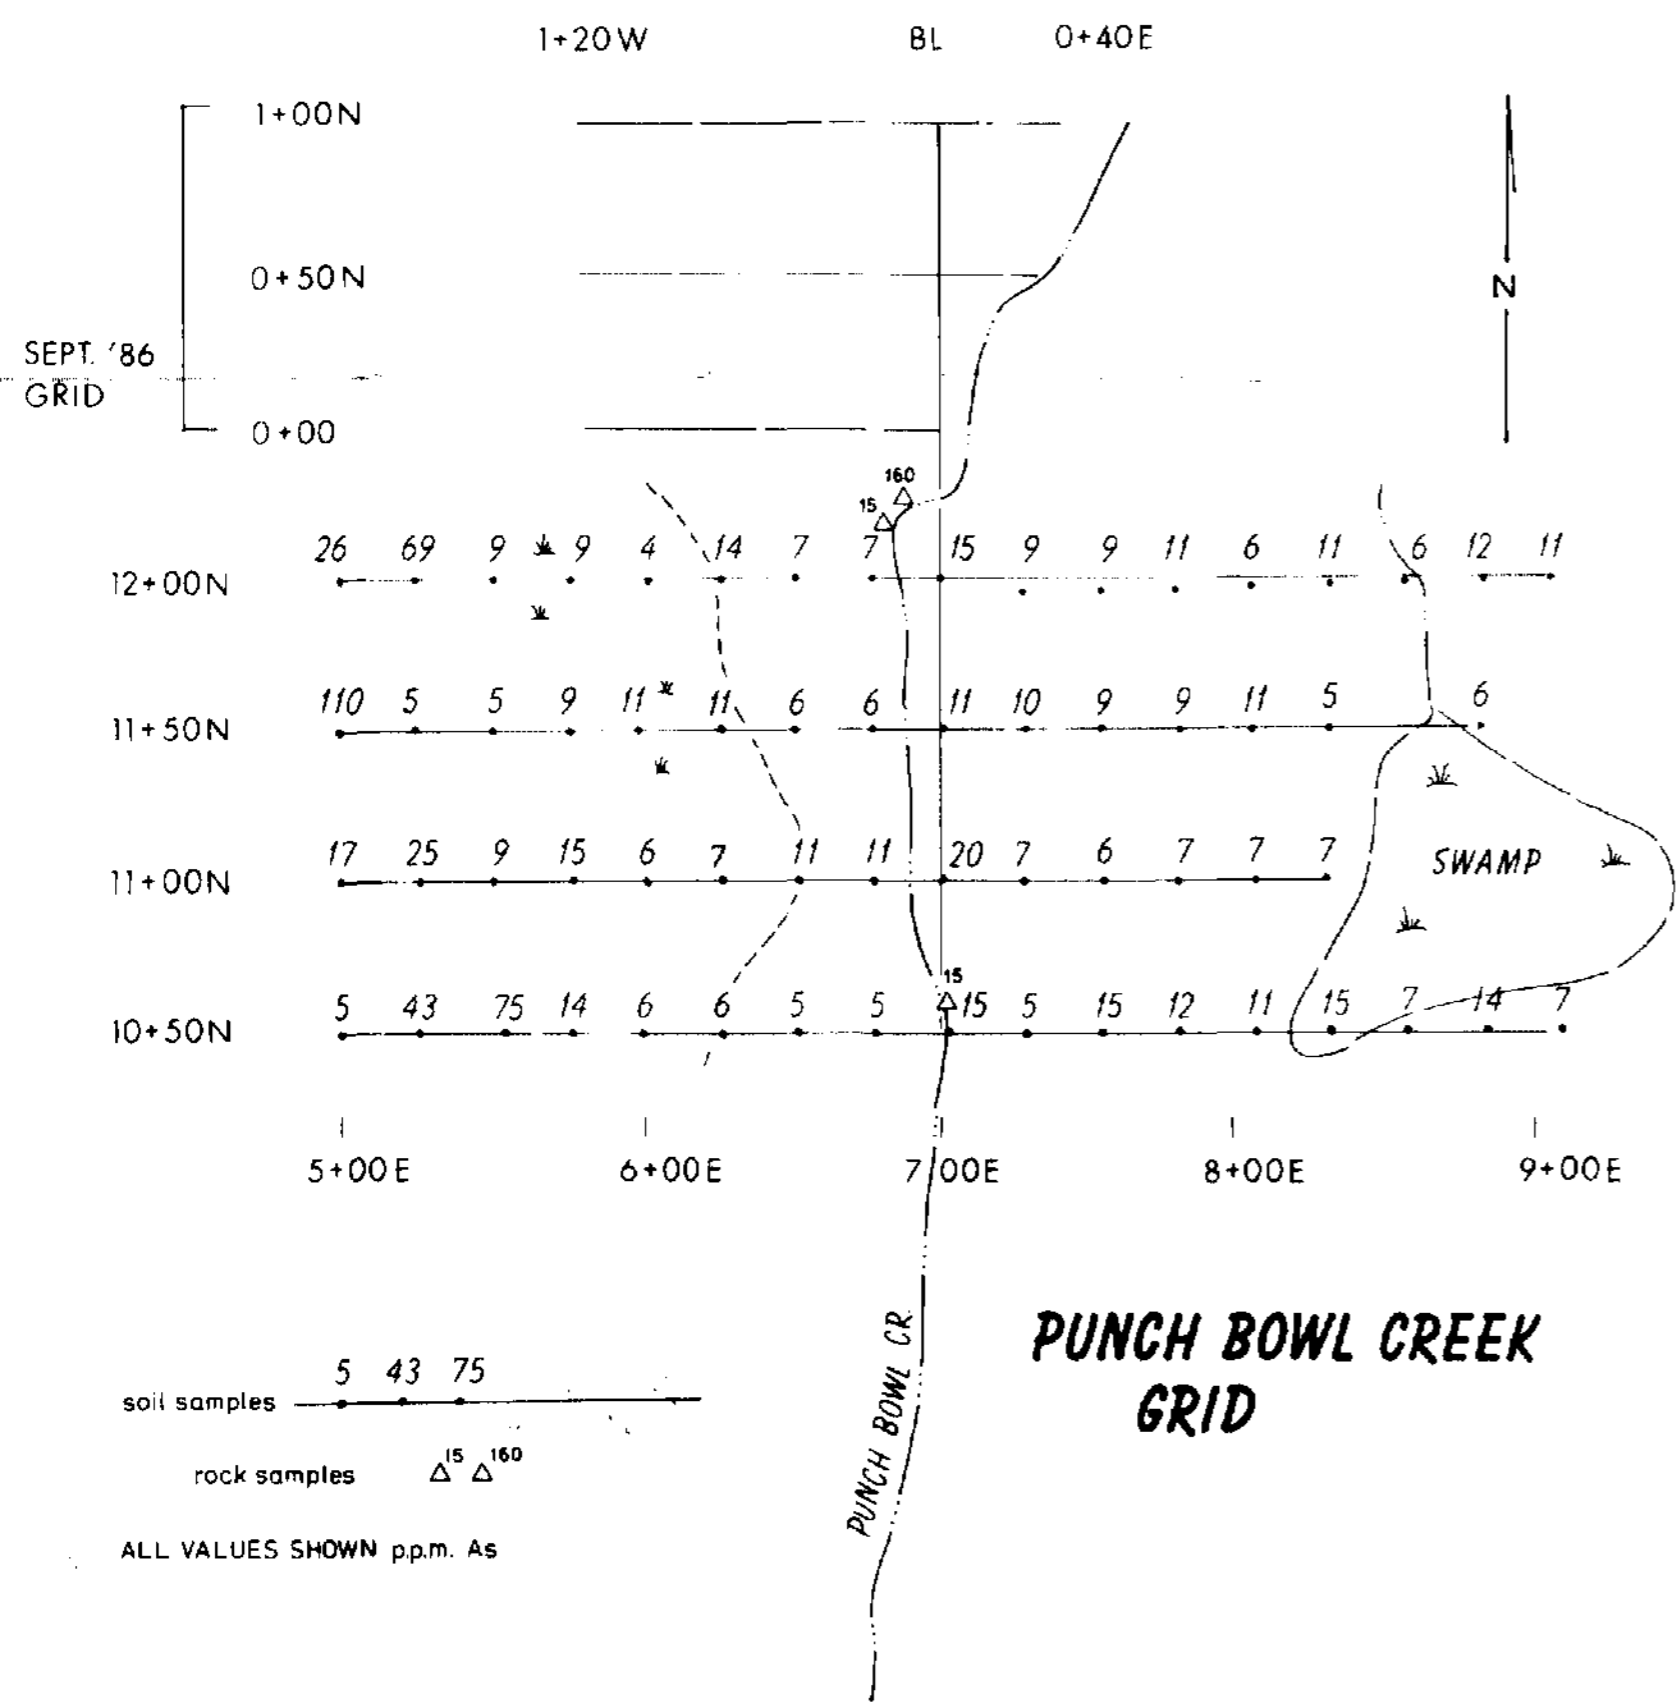 1+20W BL 0+40E
1+00N
0+50N
N
SEPT. '86
GRID
0+00
160
15
26 69 9 9 4 14 7 7 15 9 9 11 6 11 6 12 11
12+00N
110 5 5 9 11 11 6 6 11 10 9 9 11 5 6
11+50N
17 25 9 15 6 7 11 11 20 7 6 7 7 7
SWAMP
11+00N
15
5 43 75 14 6 6 5 5 15 5 15 12 11 15 7 14 7
10+50N
5+00E 6+00E 7+00E 8+00E 9+00E
PUNCH BOWL CR.
PUNCH BOWL CREEK
GRID
5 43 75
soil samples
rock samples 15 160
ALL VALUES SHOWN p.p.m. As